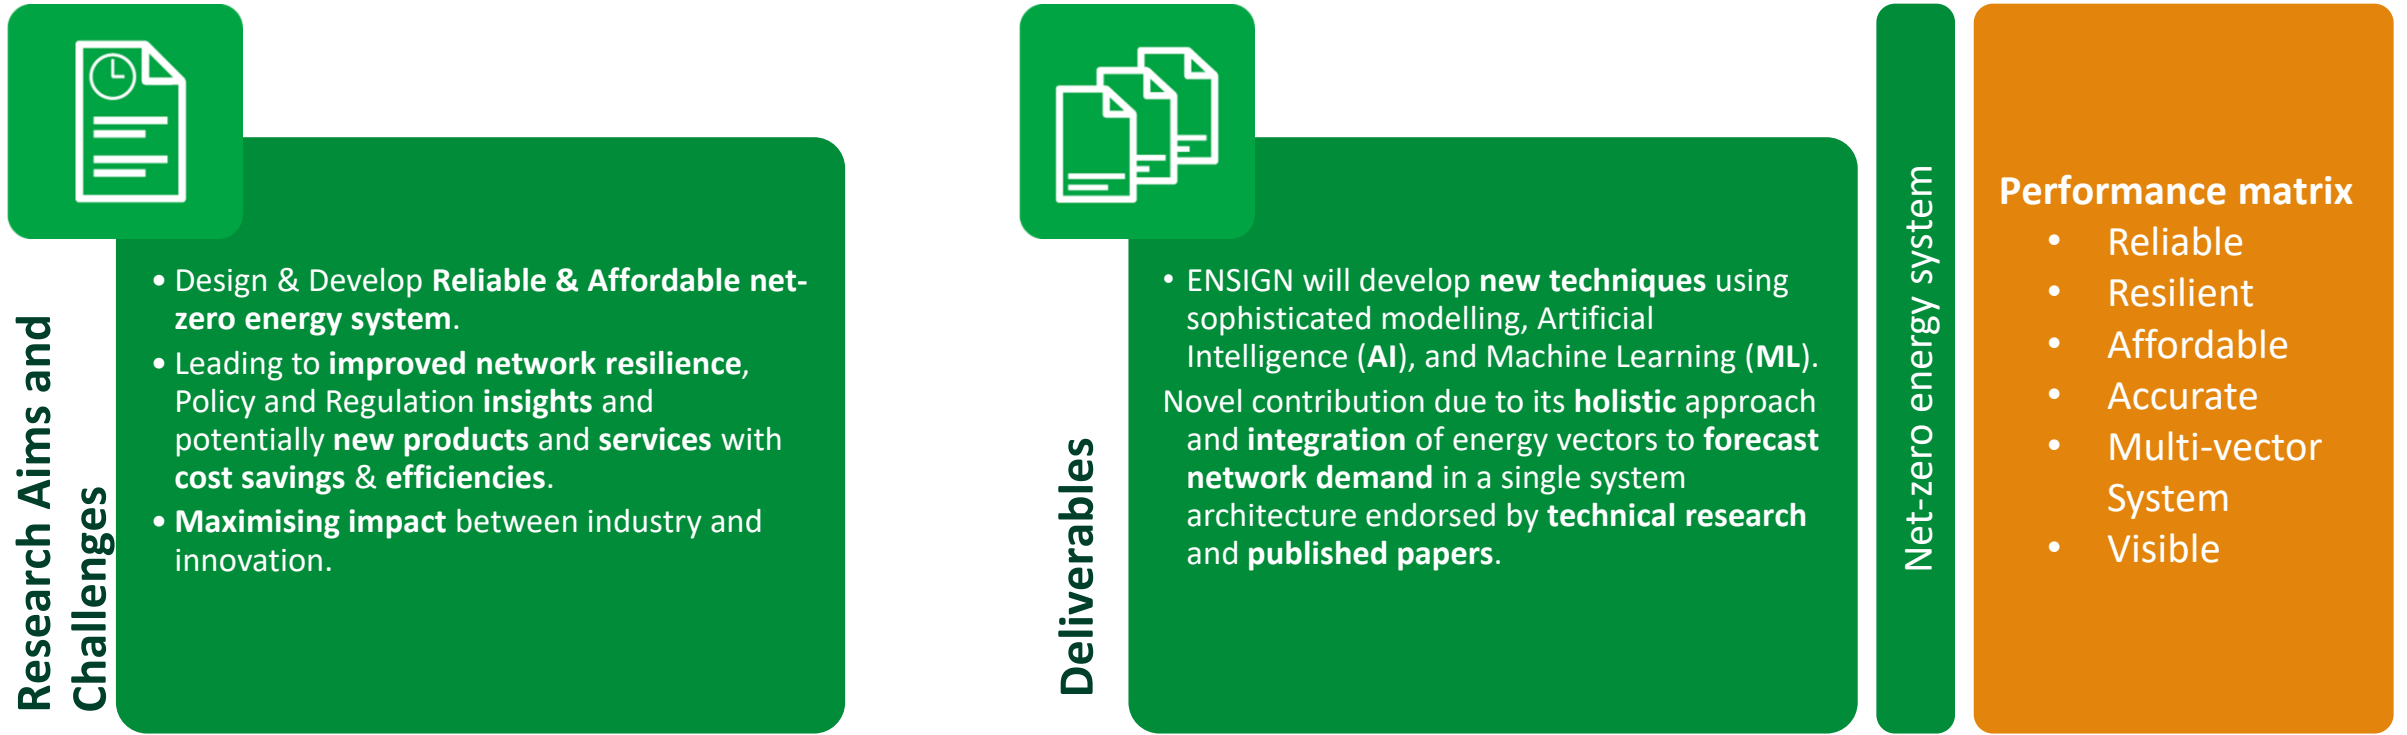 Research Aims and
Challenges
• Design & Develop Reliable & Affordable net-
zero energy system.
• Leading to improved network resilience,
Policy and Regulation insights and
potentially new products and services with
cost savings & efficiencies.
• Maximising impact between industry and
innovation.
Deliverables
• ENSIGN will develop new techniques using
sophisticated modelling, Artificial
Intelligence (AI), and Machine Learning (ML).
Novel contribution due to its holistic approach
and integration of energy vectors to forecast
network demand in a single system
architecture endorsed by technical research
and published papers.
Net-zero energy system
Performance matrix
• Reliable
• Resilient
• Affordable
• Accurate
• Multi-vector
System
• Visible